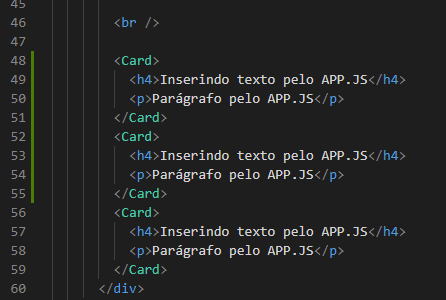 45
46 <br />
47
48 <Card>
49 <h4>Inserindo texto pelo APP.JS</h4>
50 <p>Parágrafo pelo APP.JS</p>
51 </Card>
52 <Card>
53 <h4>Inserindo texto pelo APP.JS</h4>
54 <p>Parágrafo pelo APP.JS</p>
55 </Card>
56 <Card>
57 <h4>Inserindo texto pelo APP.JS</h4>
58 <p>Parágrafo pelo APP.JS</p>
59 </Card>
60 </div>